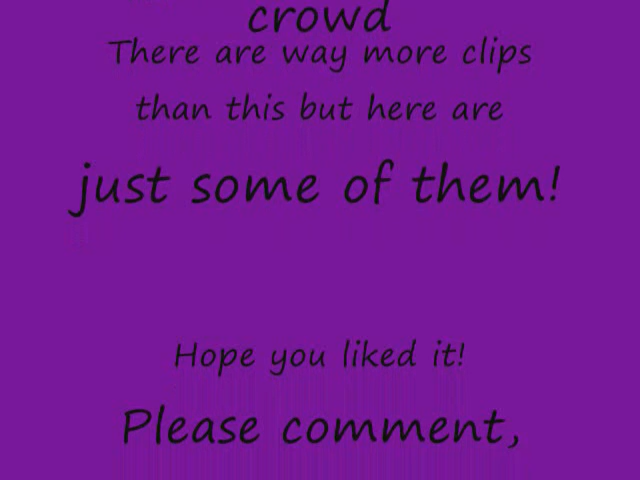 crowd
There are way more clips
than this but here are
just some of them!
Hope you liked it!
Please comment,